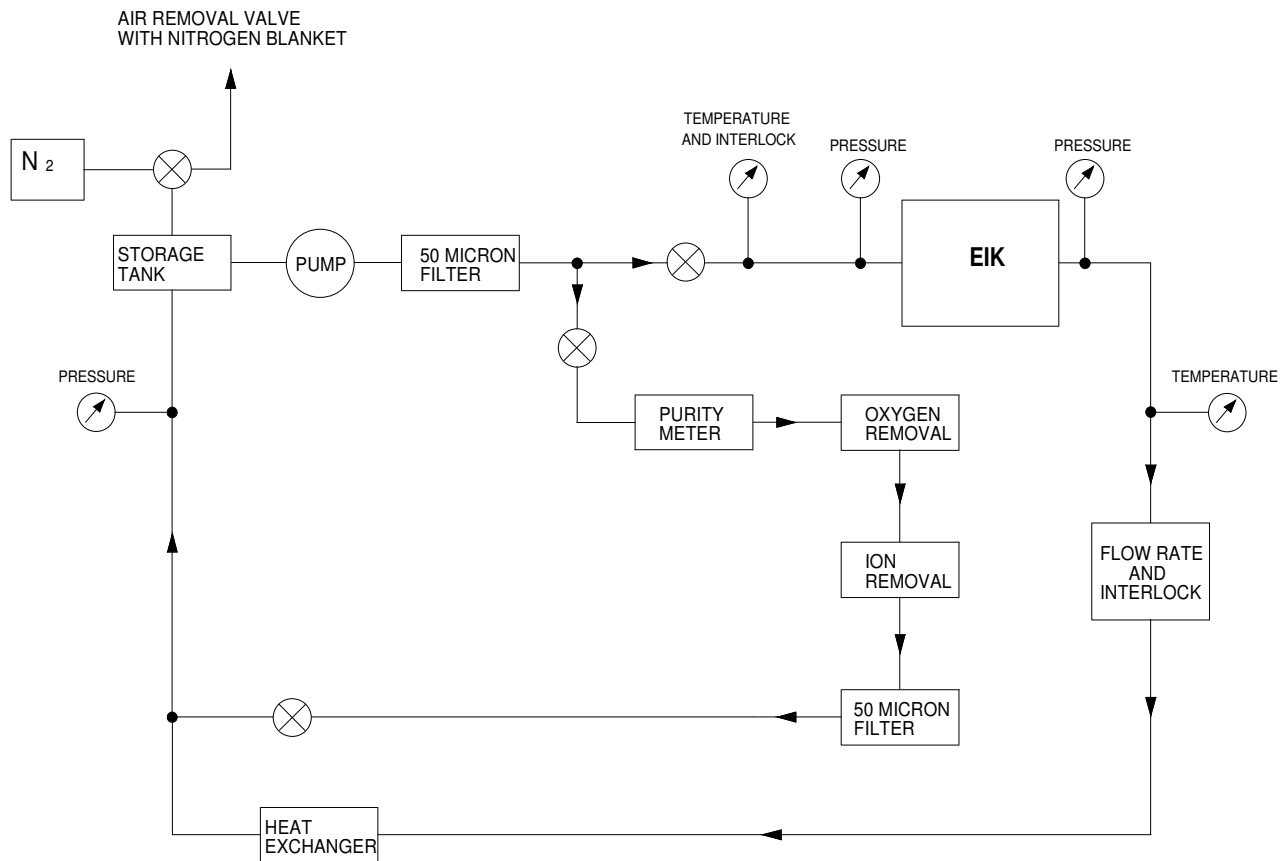 AIR REMOVAL VALVE
WITH NITROGEN BLANKET
N 2
TEMPERATURE
AND INTERLOCK
PRESSURE
PRESSURE
STORAGE
TANK
PUMP
50 MICRON
FILTER
EIK
PRESSURE
TEMPERATURE
PURITY
METER
OXYGEN
REMOVAL
ION
REMOVAL
FLOW RATE
AND
INTERLOCK
50 MICRON
FILTER
HEAT
EXCHANGER